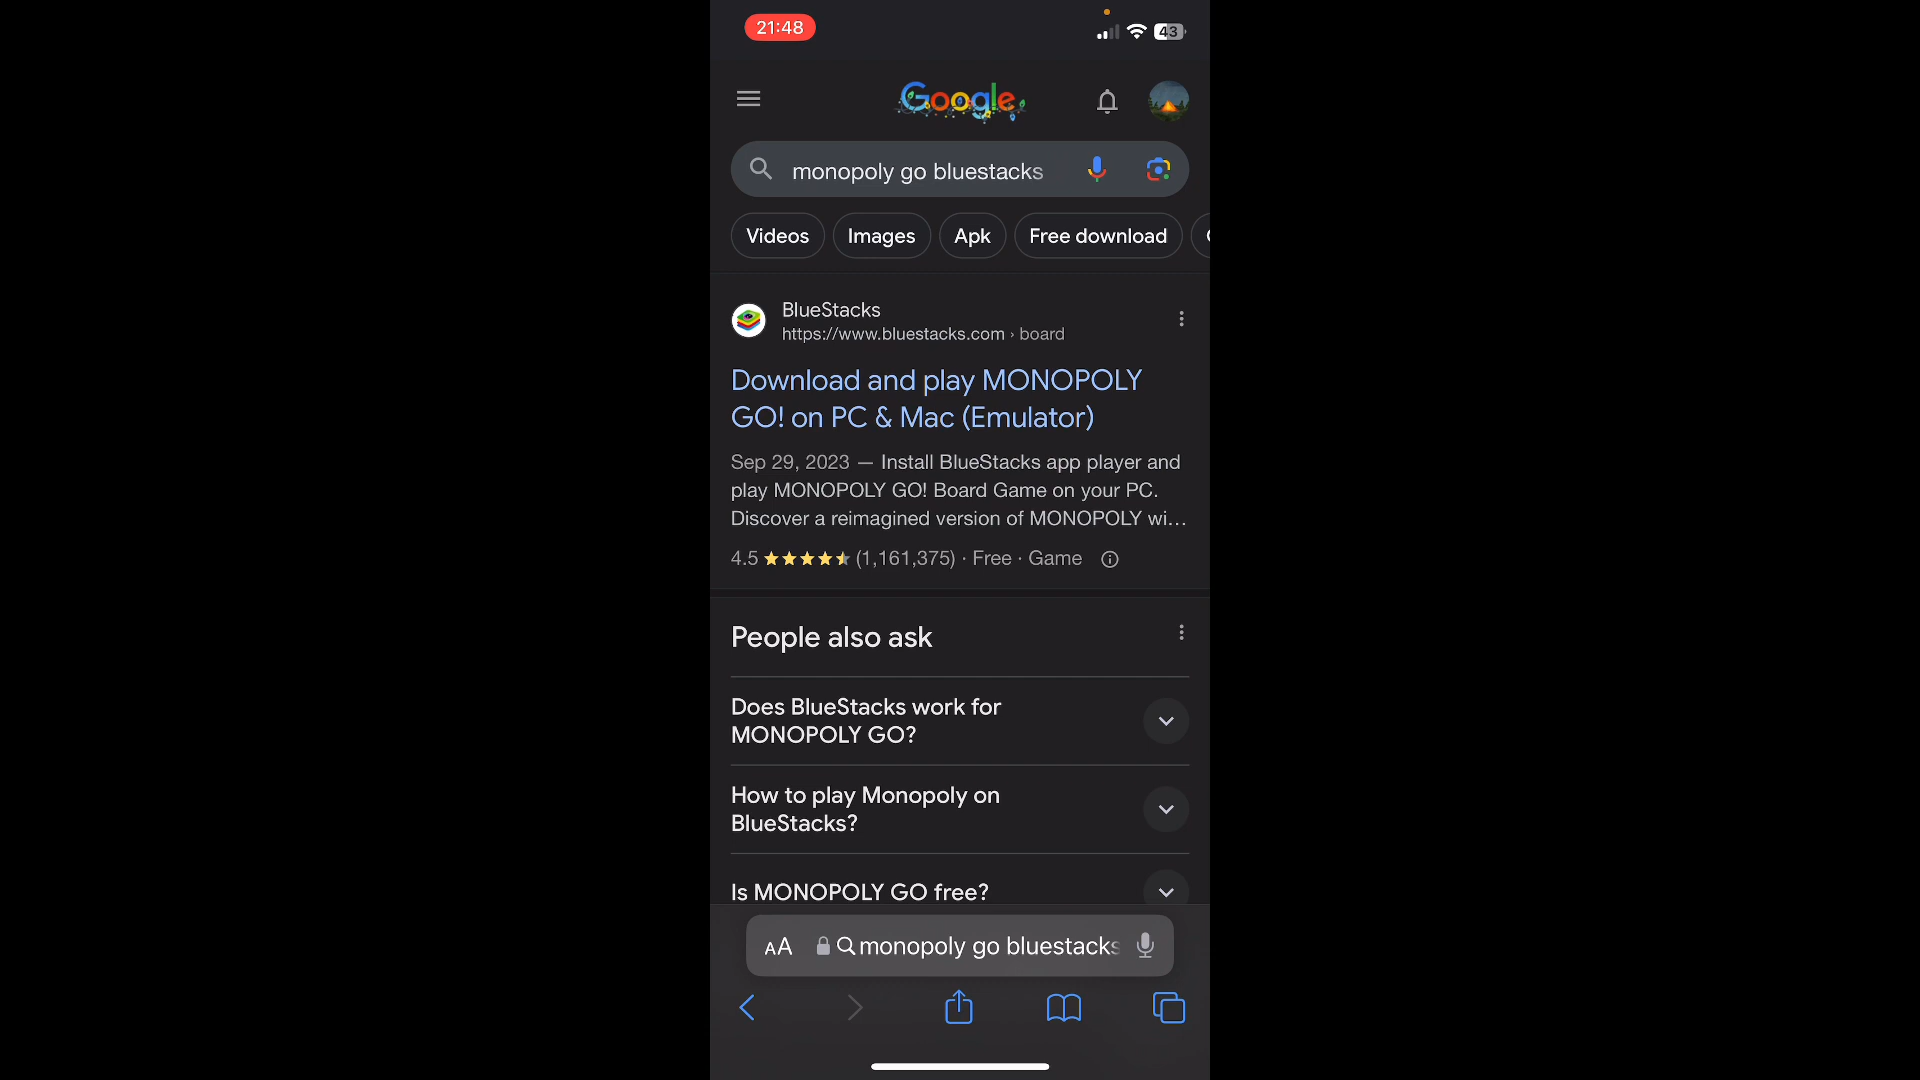 21:48
43
Google
monopoly go bluestacks
Videos
Images
Apk
Free download
BlueStacks
https://www.bluestacks.com › board
Download and play MONOPOLY
GO! on PC & Mac (Emulator)
Sep 29, 2023 — Install BlueStacks app player and
play MONOPOLY GO! Board Game on your PC.
Discover a reimagined version of MONOPOLY wi...
4.5 (1,161,375) · Free · Game
People also ask
Does BlueStacks work for
MONOPOLY GO?
How to play Monopoly on
BlueStacks?
Is MONOPOLY GO free?
AA monopoly go bluestacks